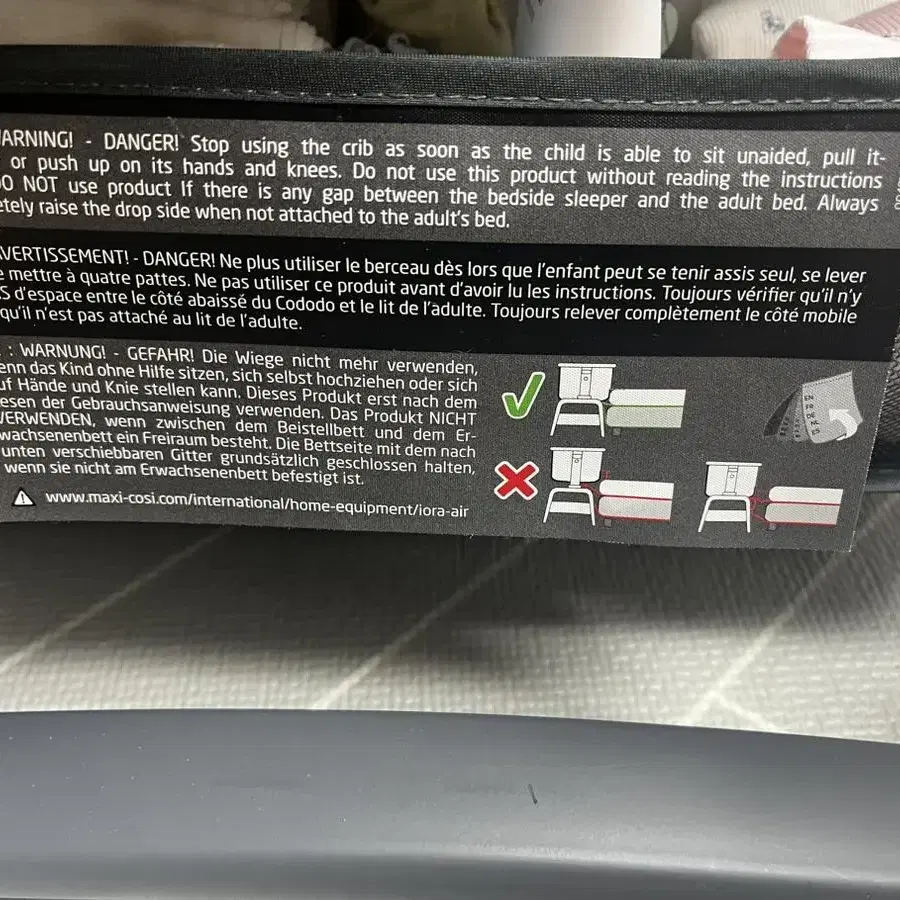 ARNING! - DANGER! Stop using the crib as soon as the child is able to sit unaided, pull it-
or push up on its hands and knees. Do not use this product without reading the instructions
DO NOT use product If there is any gap between the bedside sleeper and the adult bed. Always
etely raise the drop side when not attached to the adult's bed.
VERTISSEMENT! - DANGER! Ne plus utiliser le berceau dès lors que l'enfant peut se tenir assis seul, se lever
e mettre à quatre pattes. Ne pas utiliser ce produit avant d'avoir lu les instructions. Toujours vérifier qu'il n'y
S d'espace entre le côté abaissé du Cododo et le lit de l'adulte. Toujours relever complètement le côté mobile
qu'il n'est pas attaché au lit de l'adulte.
: WARNUNG! - GEFAHR! Die Wiege nicht mehr verwenden,
enn das Kind ohne Hilfe sitzen, sich selbst hochziehen oder sich
uf Hände und Knie stellen kann. Dieses Produkt erst nach dem
esen der Gebrauchsanweisung verwenden. Das Produkt NICHT
VERWENDEN, wenn zwischen dem Beistellbett und dem Er-
wachsenenbett ein Freiraum besteht. Die Bettseite mit dem nach
unten verschiebbaren Gitter grundsätzlich geschlossen halten,
wenn sie nicht am Erwachsenenbett befestigt ist.
www.maxi-cosi.com/international/home-equipment/iora-air